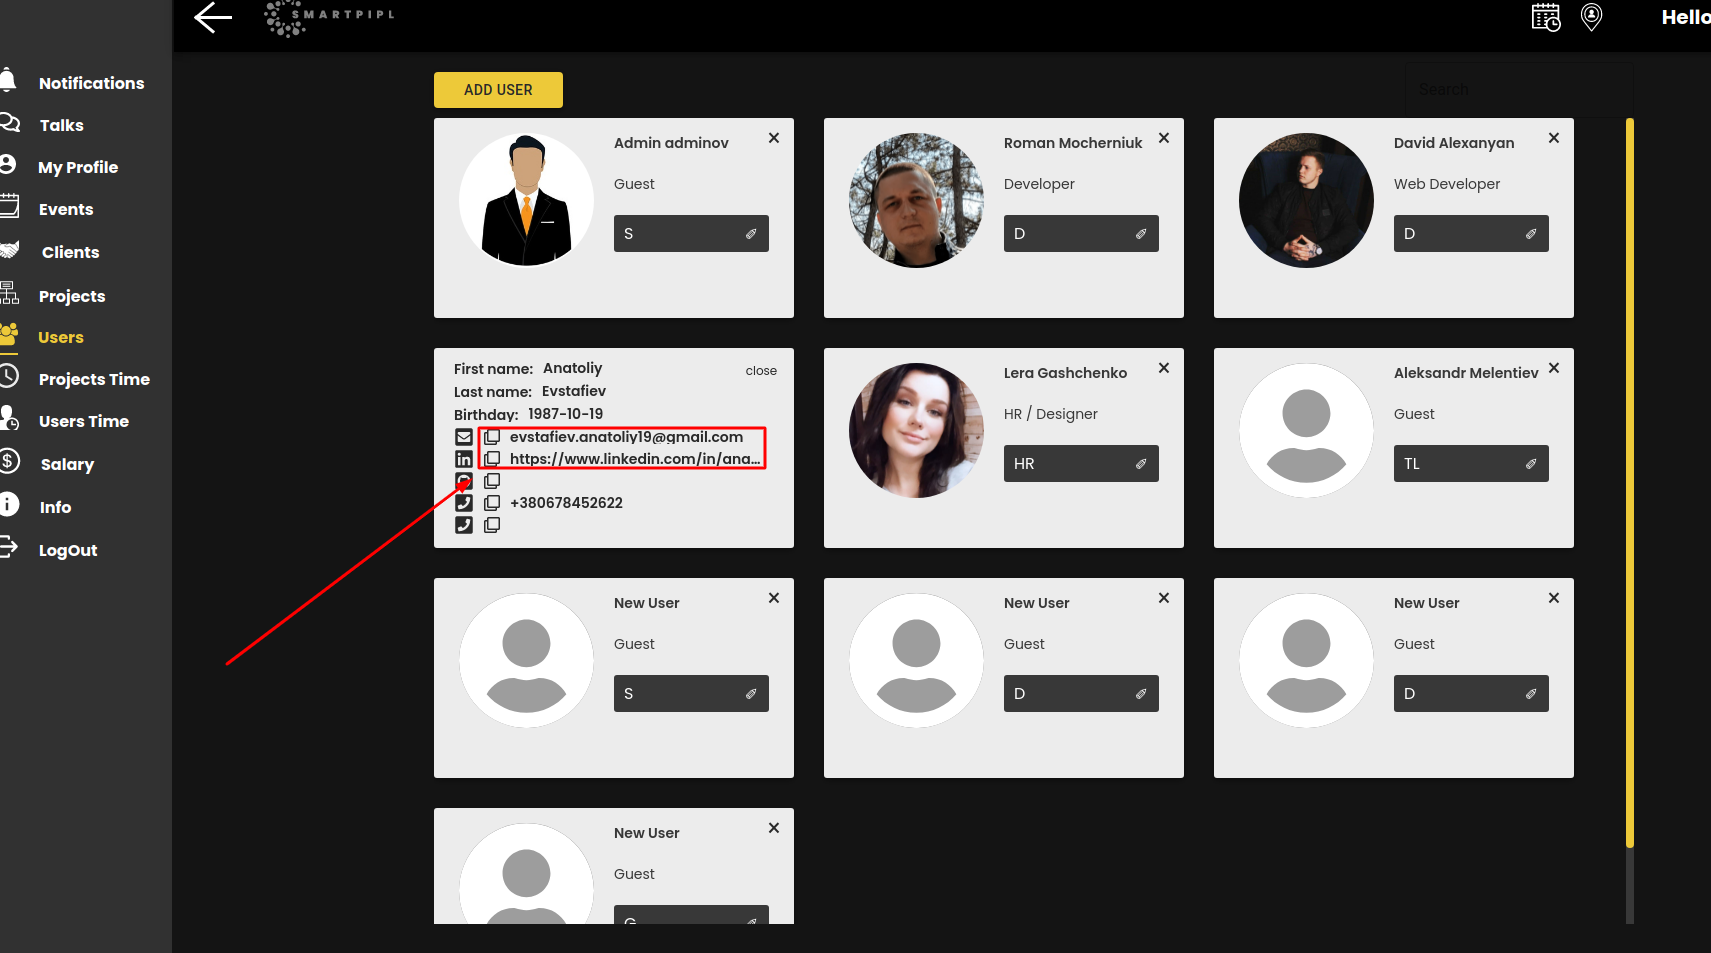 SMARTPIPL
Hello
Notifications
Talks
My Profile
Events
Clients
Projects
Users
Projects Time
Users Time
Salary
Info
LogOut
ADD USER
Search
Admin adminov
Guest
S
Roman Mocherniuk
Developer
D
David Alexanyan
Web Developer
D
First name: Anatoliy
close
Last name: Evstafiev
Birthday: 1987-10-19
evstafiev.anatoliy19@gmail.com
in https://www.linkedin.com/in/ana...
+380678452622
Lera Gashchenko
HR / Designer
HR
Aleksandr Melentiev
Guest
TL
New User
Guest
S
New User
Guest
D
New User
Guest
D
New User
Guest
G